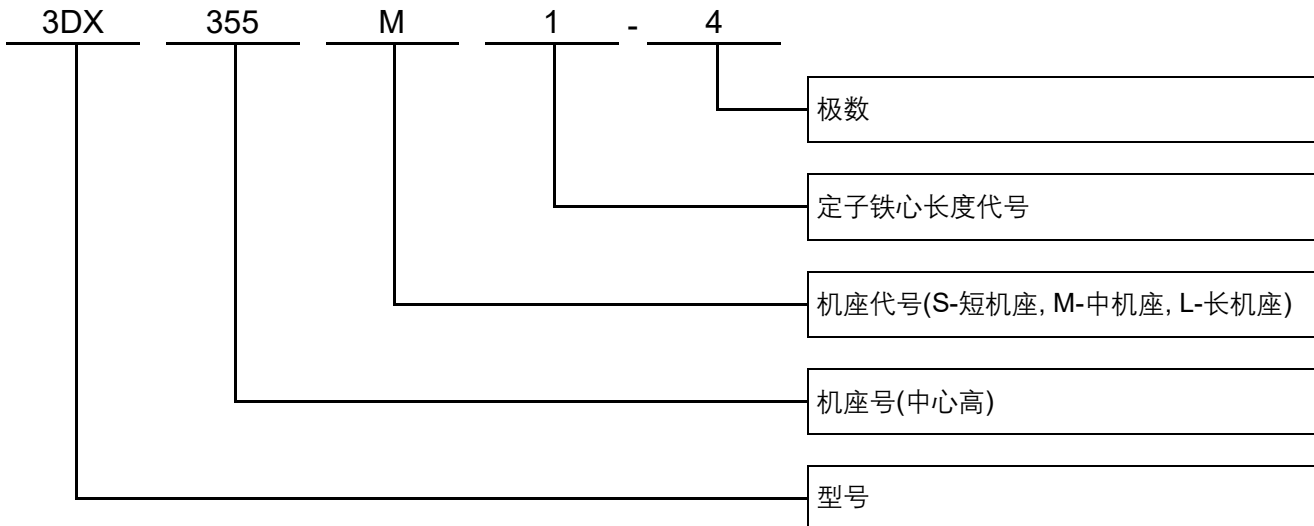 3DX 355 M 1 - 4
极数
定子铁心长度代号
机座代号(S-短机座, M-中机座, L-长机座)
机座号(中心高)
型号